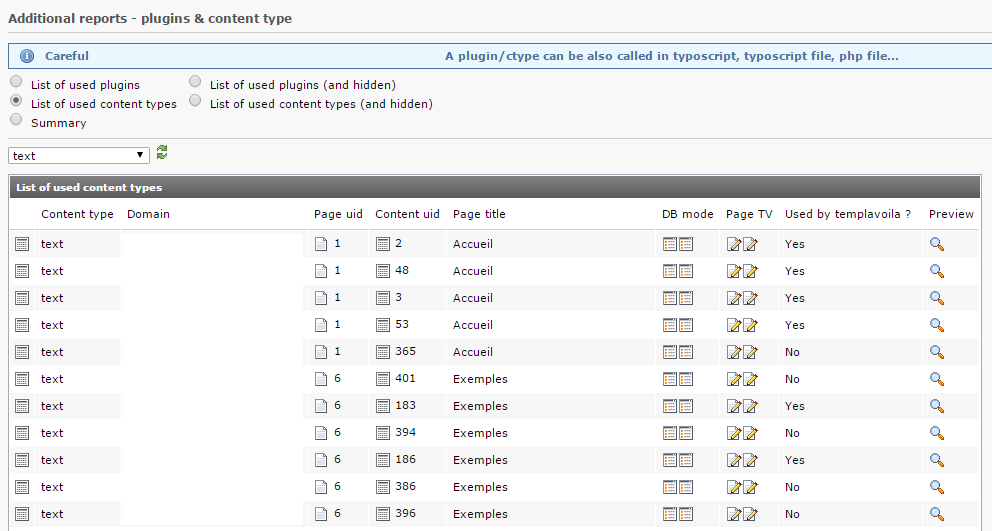 Additional reports - plugins & content type
Careful A plugin/ctype can be also called in typoscript, typoscript file, php file...
List of used plugins List of used plugins (and hidden)
List of used content types List of used content types (and hidden)
Summary
text
List of used content types
Content type Domain Page uid Content uid Page title DB mode Page TV Used by templavoila ? Preview
text 1 2 Accueil Yes
text 1 48 Accueil Yes
text 1 3 Accueil Yes
text 1 53 Accueil Yes
text 1 365 Accueil No
text 6 401 Exemples No
text 6 183 Exemples Yes
text 6 394 Exemples No
text 6 186 Exemples Yes
text 6 386 Exemples No
text 6 396 Exemples No